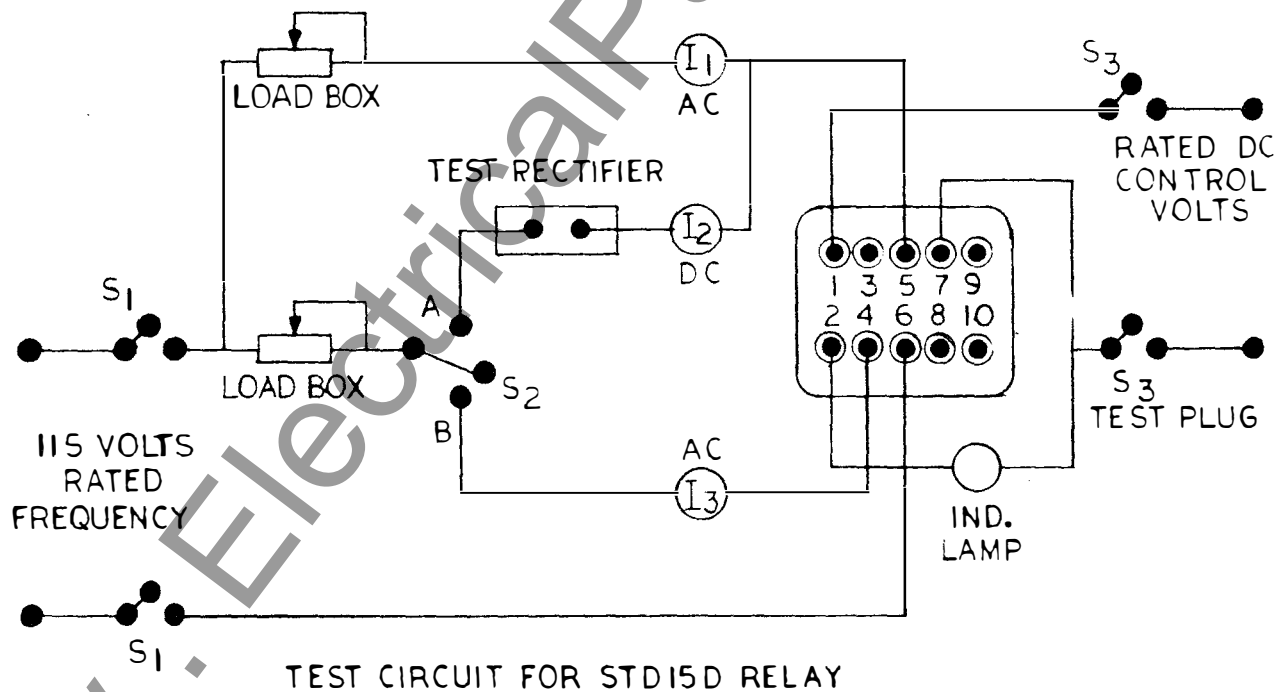 I1
AC
LOAD BOX
S3
RATED DC
CONTROL
VOLTS
TEST RECTIFIER
I2
DC
S1
A
1 3 5 7 9
2 4 6 8 10
LOAD BOX
S2
B
S3
TEST PLUG
115 VOLTS
RATED
FREQUENCY
AC
I3
IND.
LAMP
S1
TEST CIRCUIT FOR STD15D RELAY
. ElectricalP